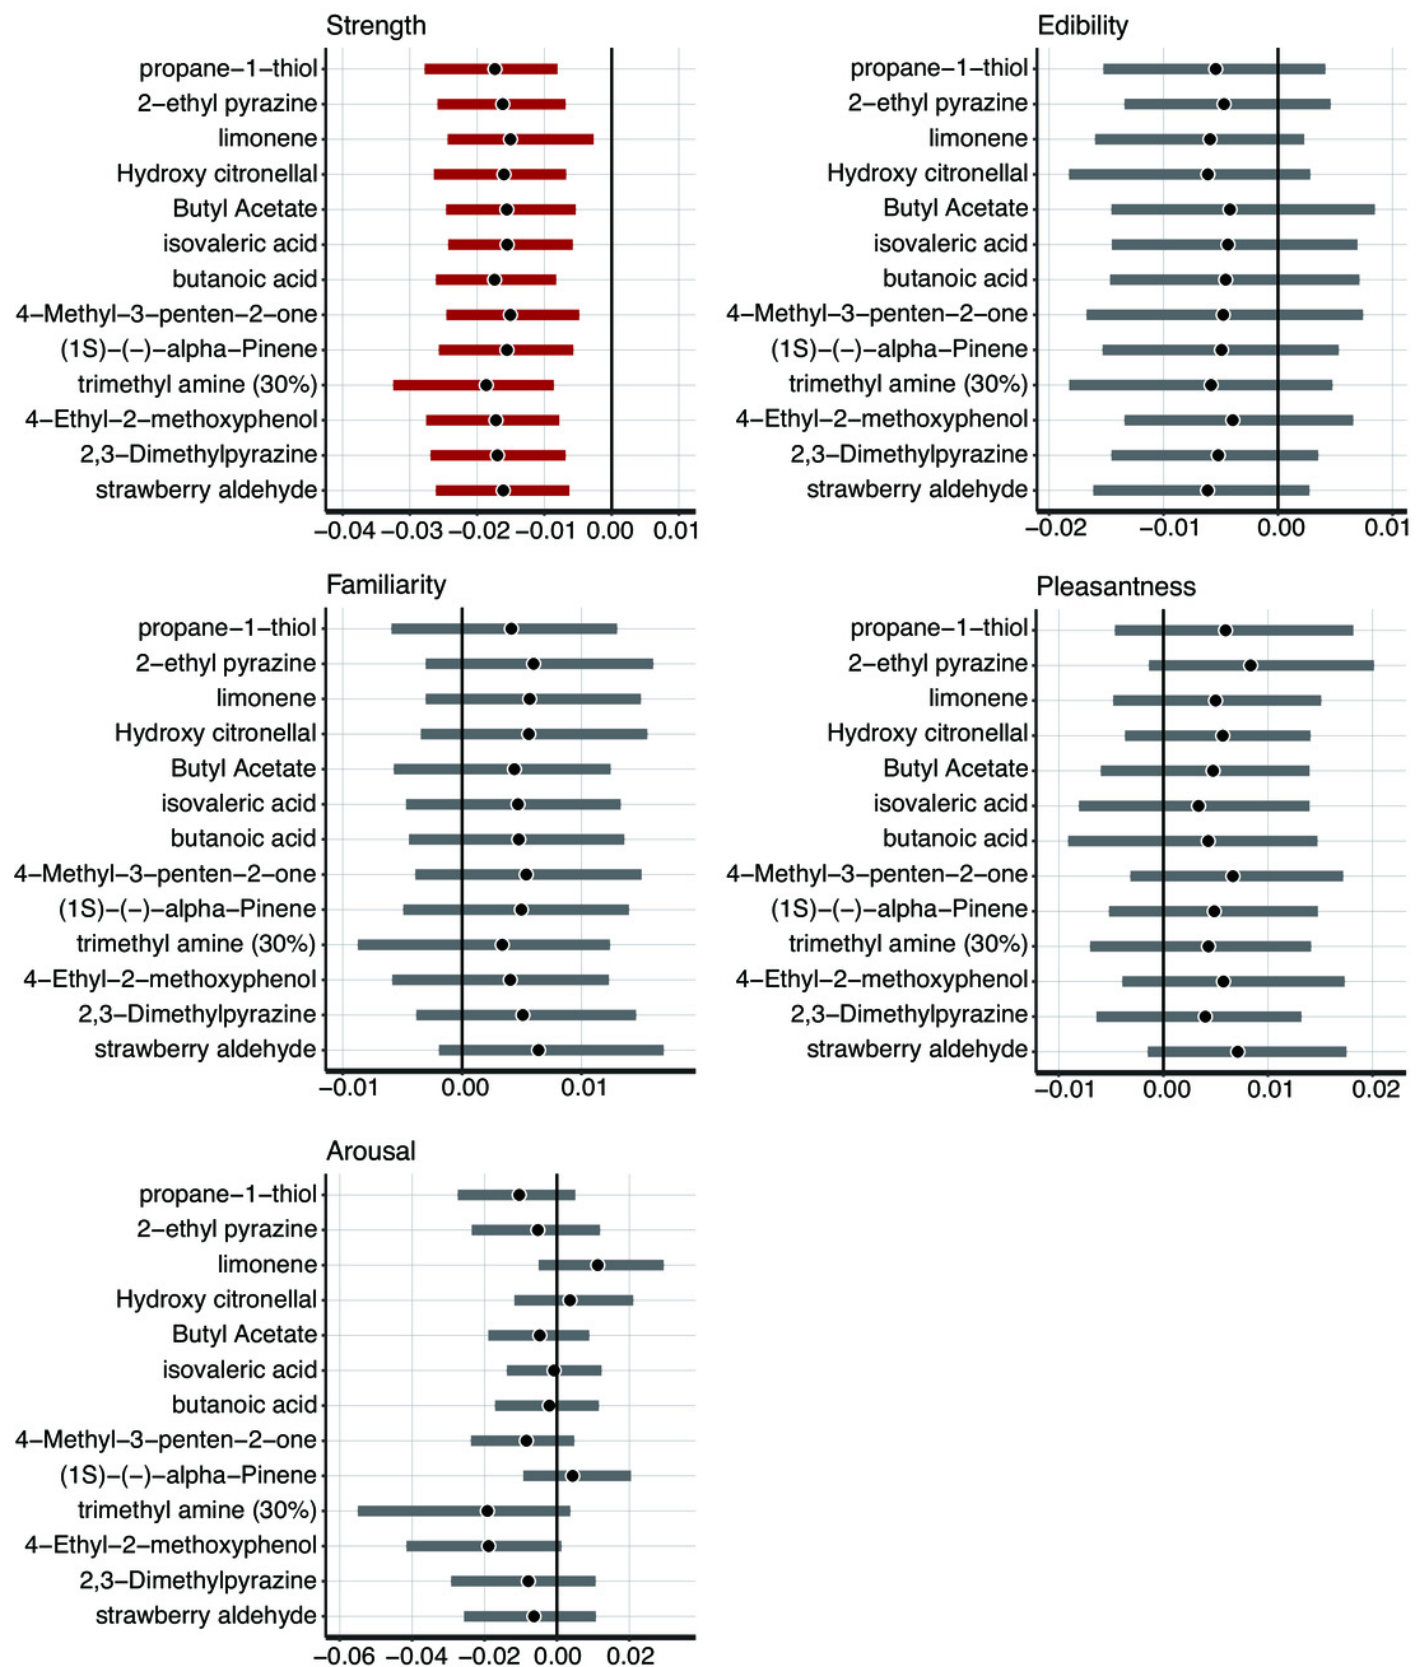 Strength
propane−1−thiol
2−ethyl pyrazine
limonene
Hydroxy citronellal
Butyl Acetate
isovaleric acid
butanoic acid
4−Methyl−3−penten−2−one
(1S)−(−)−alpha−Pinene
trimethyl amine (30%)
4−Ethyl−2−methoxyphenol
2,3−Dimethylpyrazine
strawberry aldehyde
−0.04 −0.03 −0.02 −0.01 0.00 0.01
Edibility
propane−1−thiol
2−ethyl pyrazine
limonene
Hydroxy citronellal
Butyl Acetate
isovaleric acid
butanoic acid
4−Methyl−3−penten−2−one
(1S)−(−)−alpha−Pinene
trimethyl amine (30%)
4−Ethyl−2−methoxyphenol
2,3−Dimethylpyrazine
strawberry aldehyde
−0.02 −0.01 0.00 0.01
Familiarity
propane−1−thiol
2−ethyl pyrazine
limonene
Hydroxy citronellal
Butyl Acetate
isovaleric acid
butanoic acid
4−Methyl−3−penten−2−one
(1S)−(−)−alpha−Pinene
trimethyl amine (30%)
4−Ethyl−2−methoxyphenol
2,3−Dimethylpyrazine
strawberry aldehyde
−0.01 0.00 0.01
Pleasantness
propane−1−thiol
2−ethyl pyrazine
limonene
Hydroxy citronellal
Butyl Acetate
isovaleric acid
butanoic acid
4−Methyl−3−penten−2−one
(1S)−(−)−alpha−Pinene
trimethyl amine (30%)
4−Ethyl−2−methoxyphenol
2,3−Dimethylpyrazine
strawberry aldehyde
−0.01 0.00 0.01 0.02
Arousal
propane−1−thiol
2−ethyl pyrazine
limonene
Hydroxy citronellal
Butyl Acetate
isovaleric acid
butanoic acid
4−Methyl−3−penten−2−one
(1S)−(−)−alpha−Pinene
trimethyl amine (30%)
4−Ethyl−2−methoxyphenol
2,3−Dimethylpyrazine
strawberry aldehyde
−0.06 −0.04 −0.02 0.00 0.02